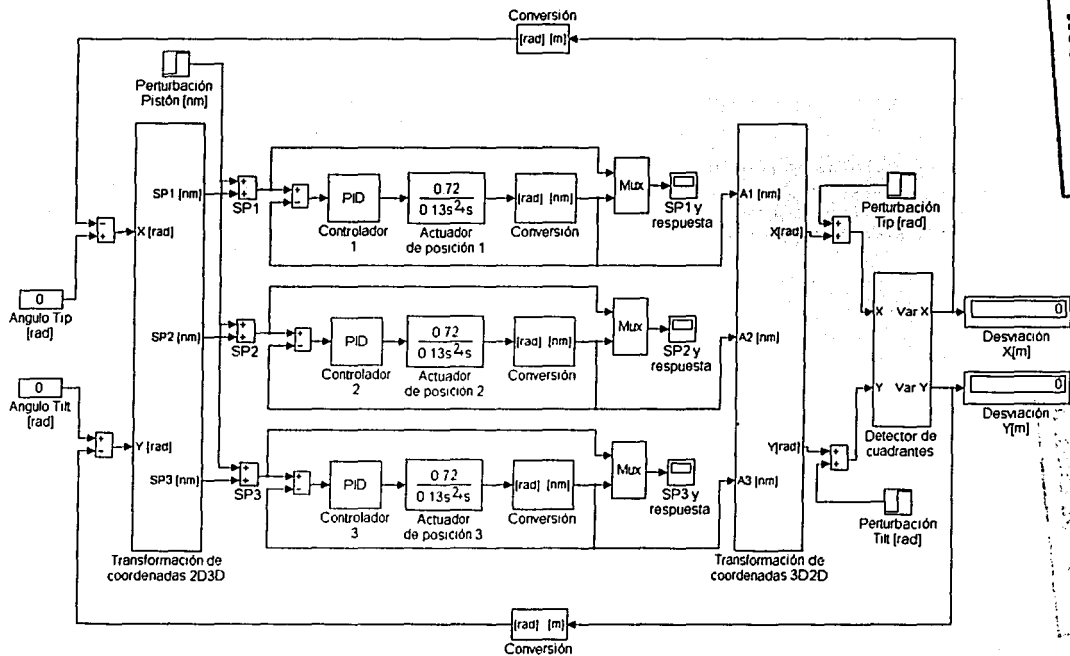 Conversión
[rad] [m]
Perturbación
Pistón [nm]
SP1 [nm]
X [rad]
SP2 [nm]
Y [rad]
SP3 [nm]
Transformación de
coordenadas 2D3D
0
Angulo Tip
[rad]
0
Angulo Tilt
[rad]
SP1
PID
Controlador
1
0.72
0.13s²+s
Actuador
de posición 1
[rad] [nm]
Conversión
Mux
SP1 y
respuesta
SP2
PID
Controlador
2
0.72
0.13s²+s
Actuador
de posición 2
[rad] [nm]
Conversión
Mux
SP2 y
respuesta
SP3
PID
Controlador
3
0.72
0.13s²+s
Actuador
de posición 3
[rad] [nm]
Conversión
Mux
SP3 y
respuesta
A1 [nm]
X[rad]
A2 [nm]
Y[rad]
A3 [nm]
Transformación de
coordenadas 3D2D
Perturbación
Tip [rad]
X Var X
Y Var Y
Detector de
cuadrantes
Perturbación
Tilt [rad]
0
Desviación
X[m]
0
Desviación
Y[m]
[rad] [m]
Conversión